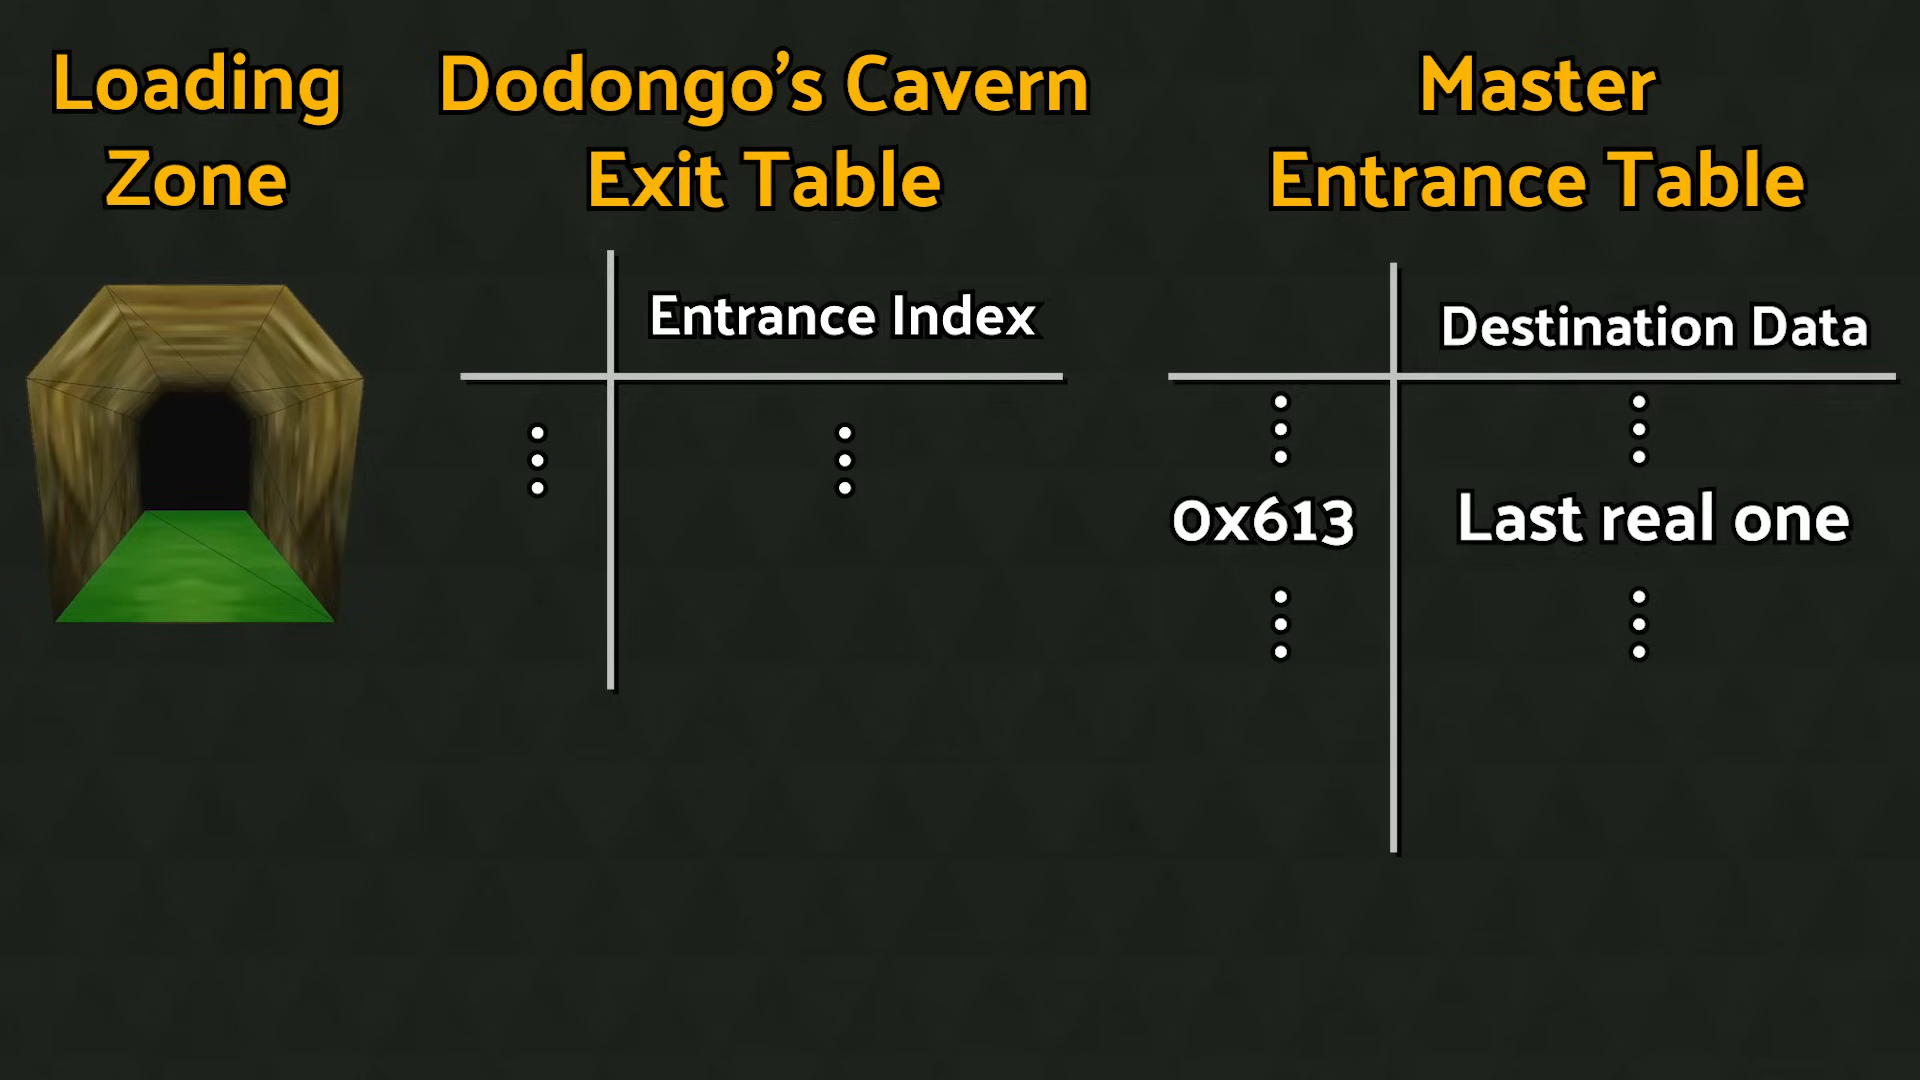 Loading
Zone
Dodongo's Cavern
Exit Table
Entrance Index
Master
Entrance Table
Destination Data
0x613 Last real one